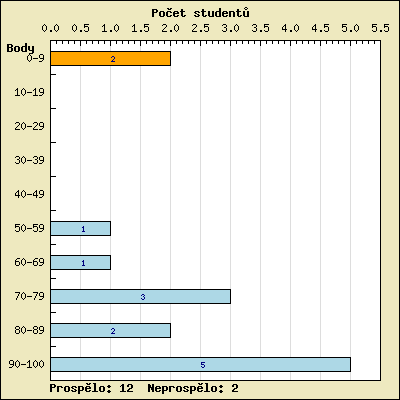 Počet studentů
0.0 0.5 1.0 1.5 2.0 2.5 3.0 3.5 4.0 4.5 5.0 5.5
Body
0-9 2
10-19
20-29
30-39
40-49
50-59 1
60-69 1
70-79 3
80-89 2
90-100 5
Prospělo: 12 Neprospělo: 2